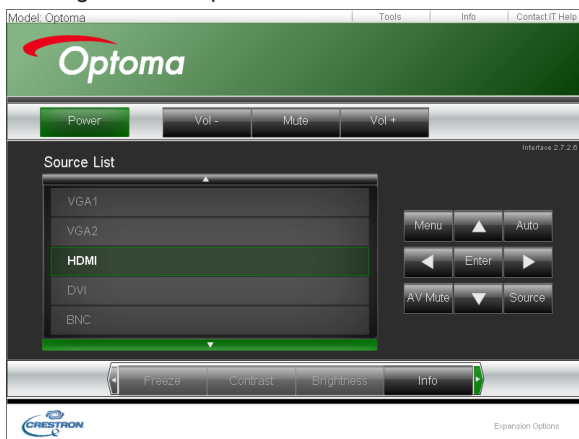 Model: Optoma Tools Info Contact IT Help
Optoma
Power Vol - Mute Vol +
Interface 2.7.2.6
Source List
VGA1
VGA2
HDMI
DVI
BNC
Menu Auto
Enter
AV Mute Source
Freeze Contrast Brightness Info
CRESTRON Expansion Options